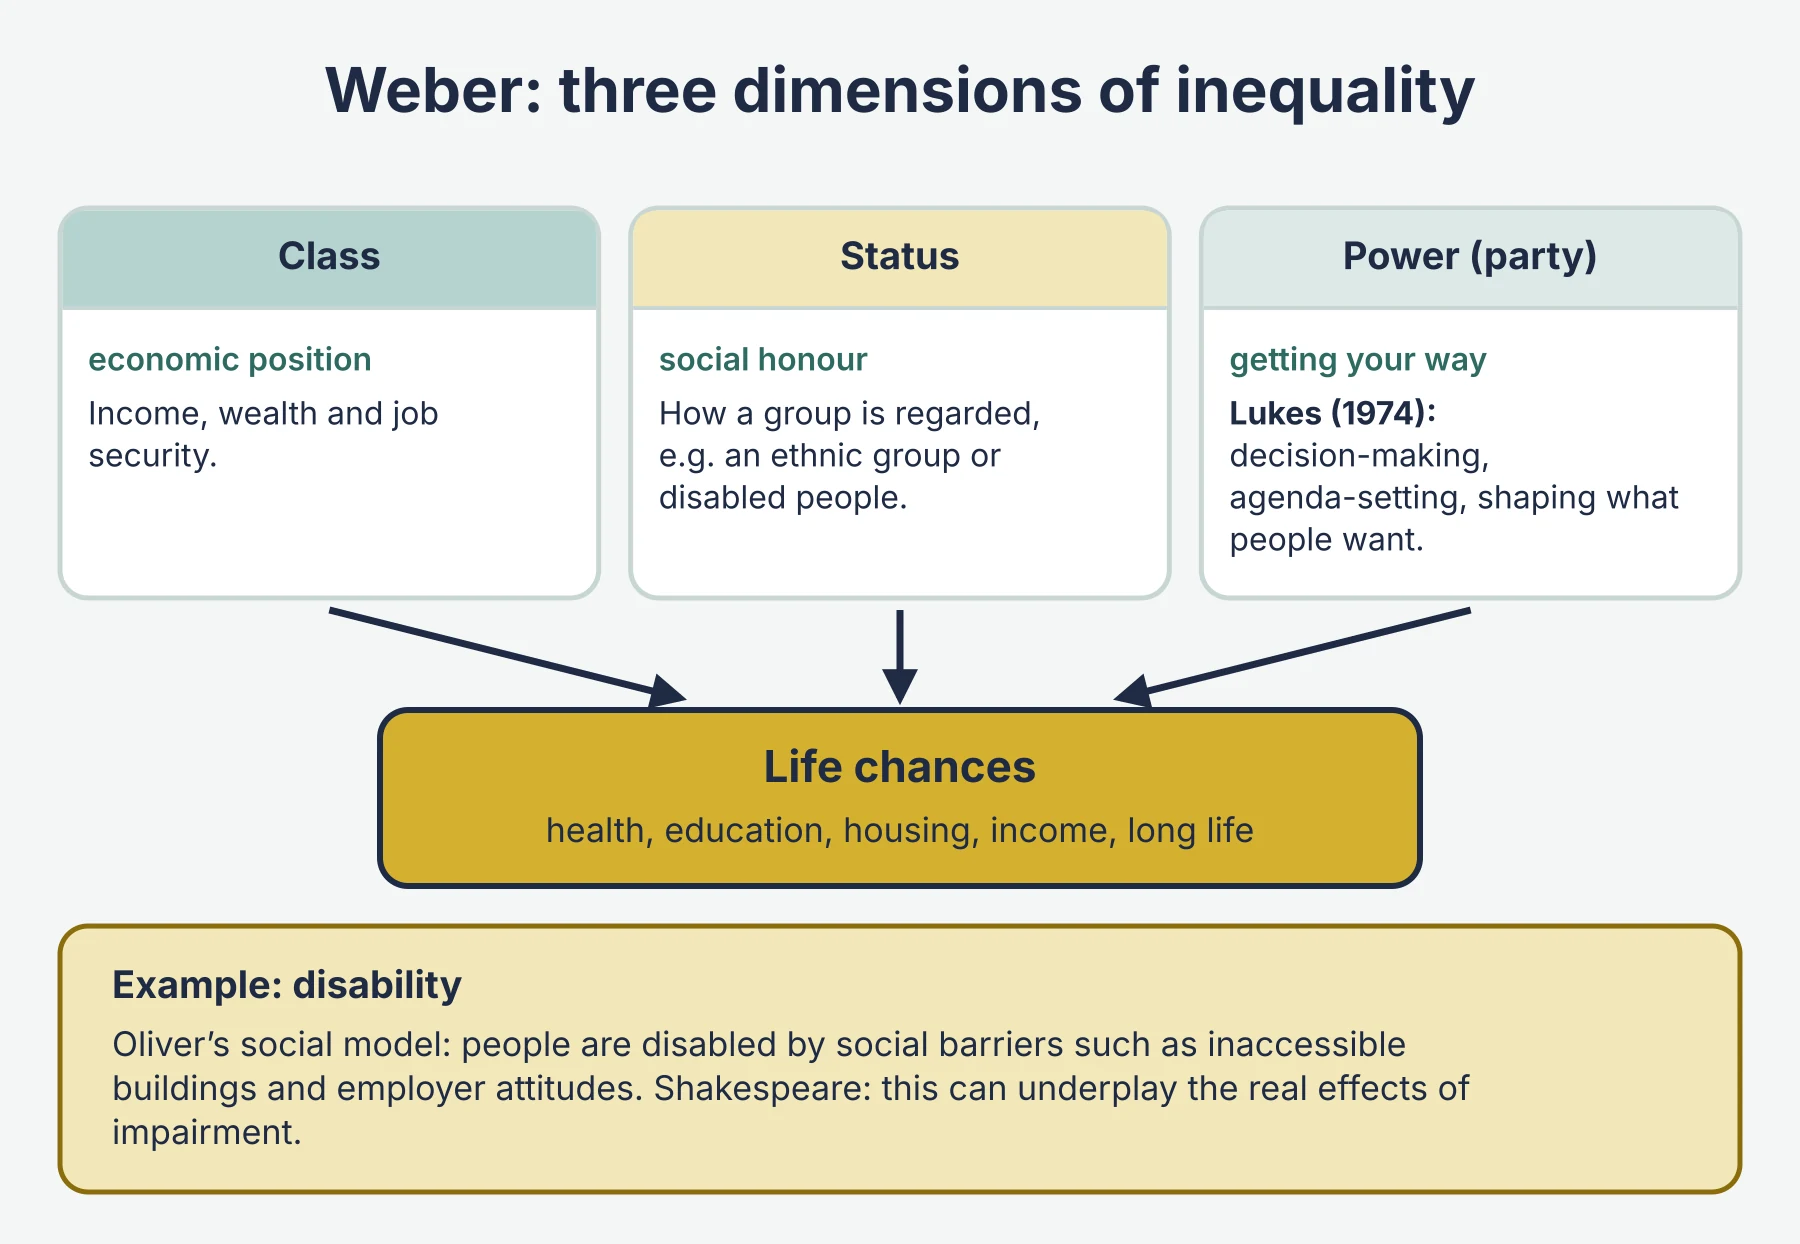 Weber: three dimensions of inequality
Class
economic position
Income, wealth and job
security.
Status
social honour
How a group is regarded,
e.g. an ethnic group or
disabled people.
Power (party)
getting your way
Lukes (1974):
decision-making,
agenda-setting, shaping what
people want.
Life chances
health, education, housing, income, long life
Example: disability
Oliver’s social model: people are disabled by social barriers such as inaccessible
buildings and employer attitudes. Shakespeare: this can underplay the real effects of
impairment.